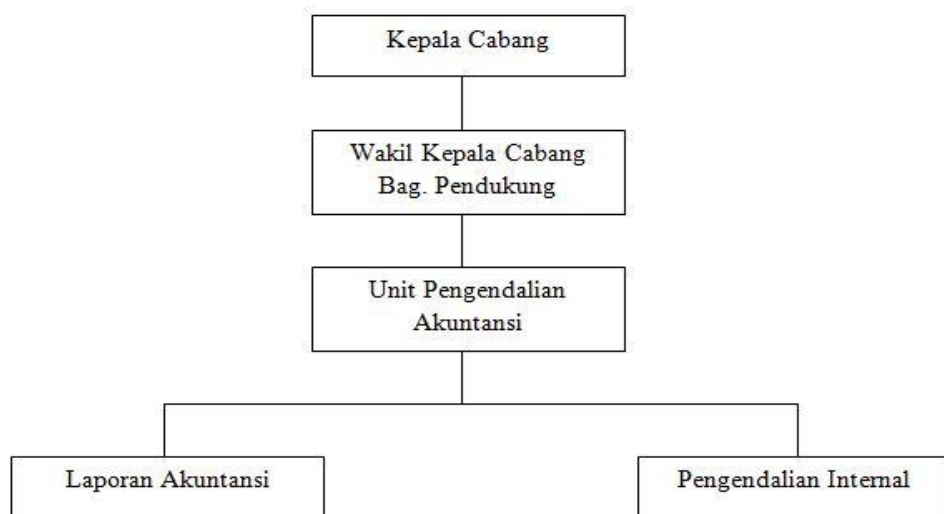 Kepala Cabang
Wakil Kepala Cabang
Bag. Pendukung
Unit Pengendalian
Akuntansi
Laporan Akuntansi
Pengendalian Internal